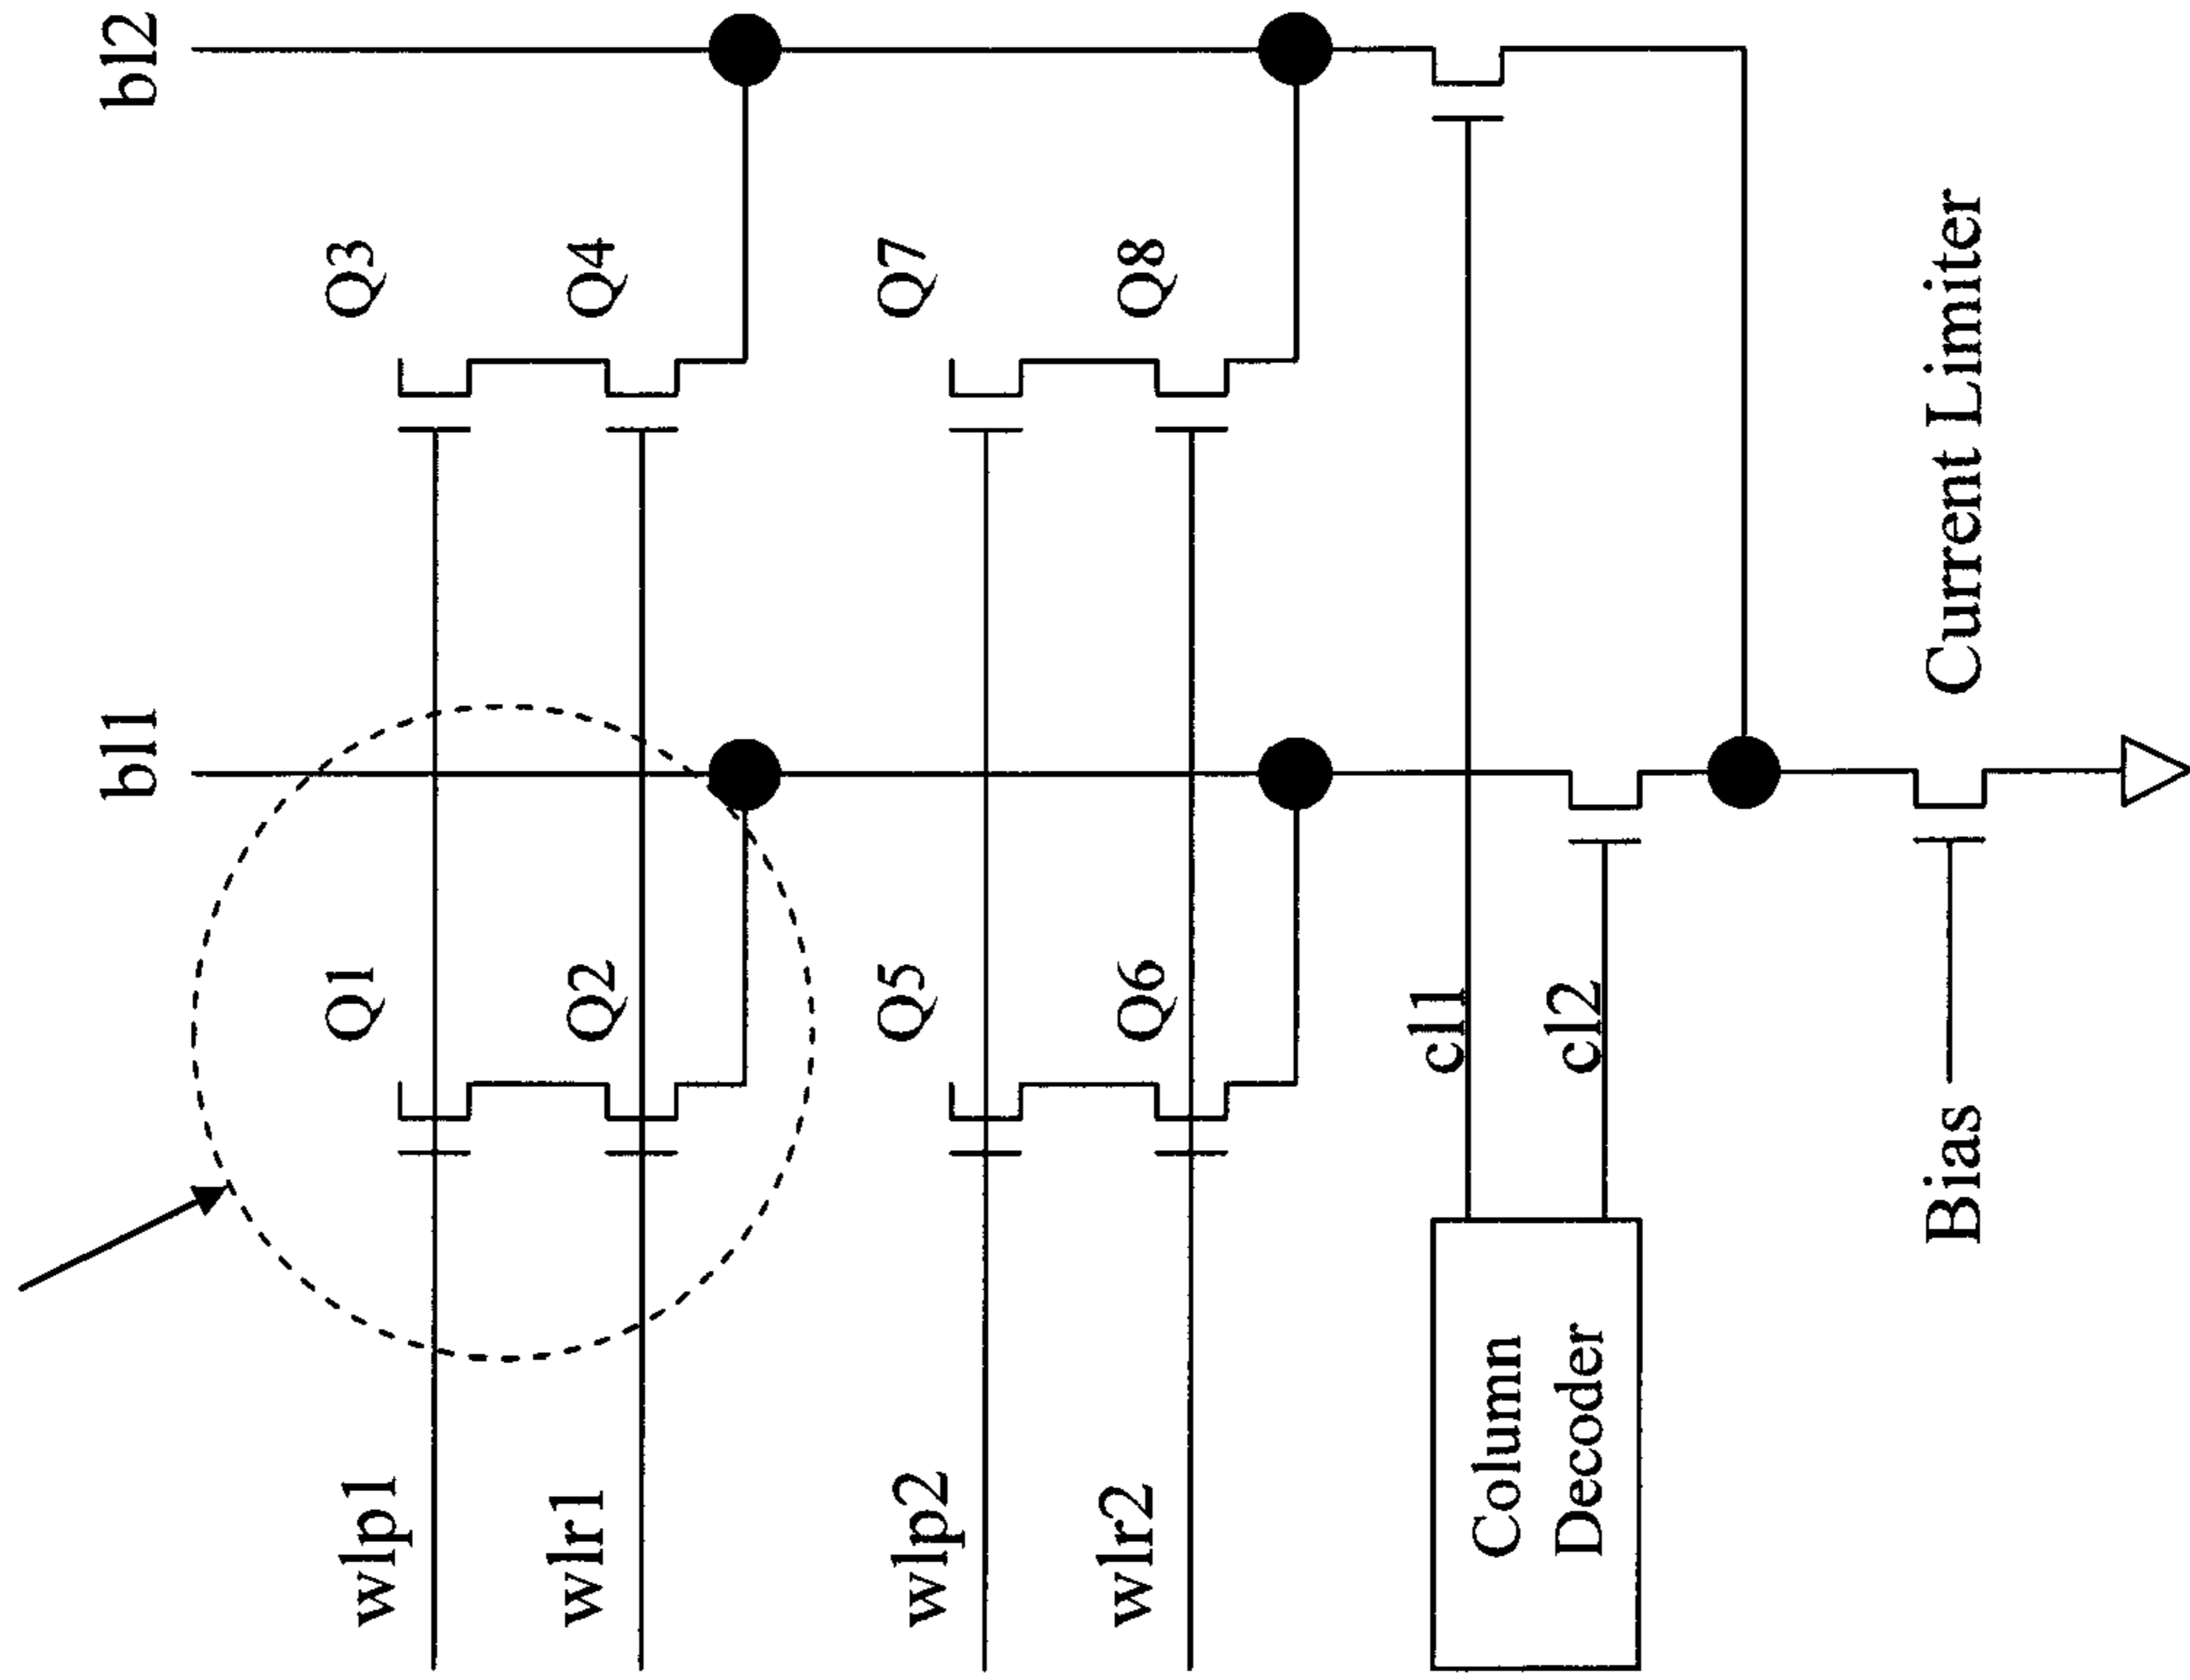 bl1
bl2
Q1
Q3
wlp1
Q2
Q4
wlr1
Q5
Q7
wlp2
Q6
Q8
wlr2
cl1
cl2
Column
Decoder
Bias
Current Limiter